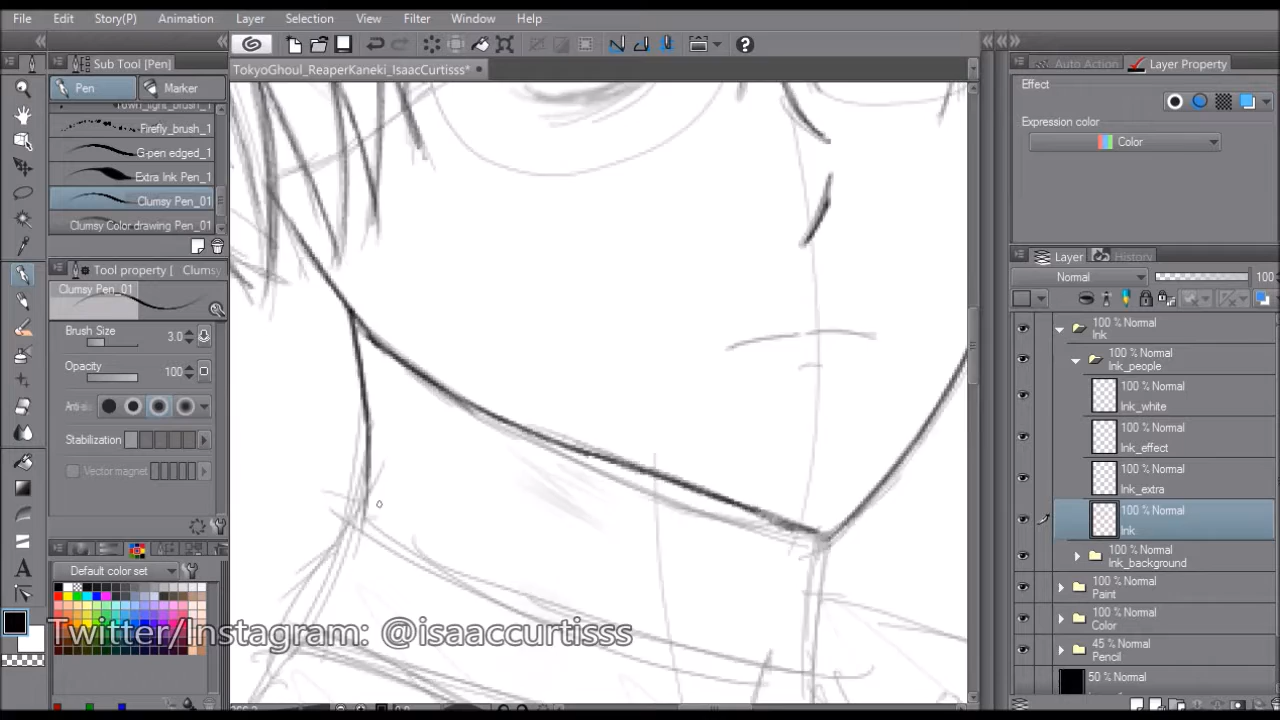 File Edit Story(P) Animation Layer Selection View Filter Window Help
Sub Tool [Pen]
TokyoGhoul_ReaperKaneki_IsaacCurtisss*
Auto Action Layer Property
Pen Marker
Effect
Town_light_brush_1
Firefly_brush_1
Expression color
G-pen edged_1
Color
Extra Ink Pen_1
Clumsy Pen_01
Clumsy Color drawing Pen_01
Layer History
Tool property [ Clumsy
Normal 100
Clumsy Pen_01
Brush Size 3.0
100 % Normal
Ink
Opacity 100
100 % Normal
Ink_people
100 % Normal
Ink_white
Stabilization
100 % Normal
Ink_effect
Vector magnet
100 % Normal
Ink_extra
100 % Normal
Ink
100 % Normal
Ink_background
Default color set
100 % Normal
Paint
100 % Normal
Color
Twitter/Instagram: @isaaccurtisss
45 % Normal
Pencil
50 % Normal